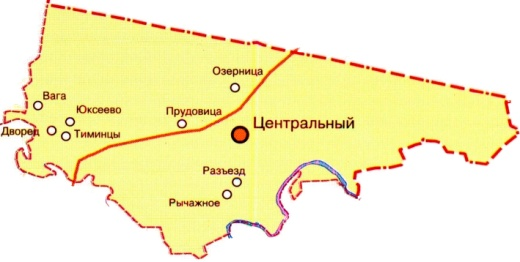 Озерница
Вага
Юксеево
Прудовица
Центральный
Дворец
Тиминцы
Разъезд
Рычажное